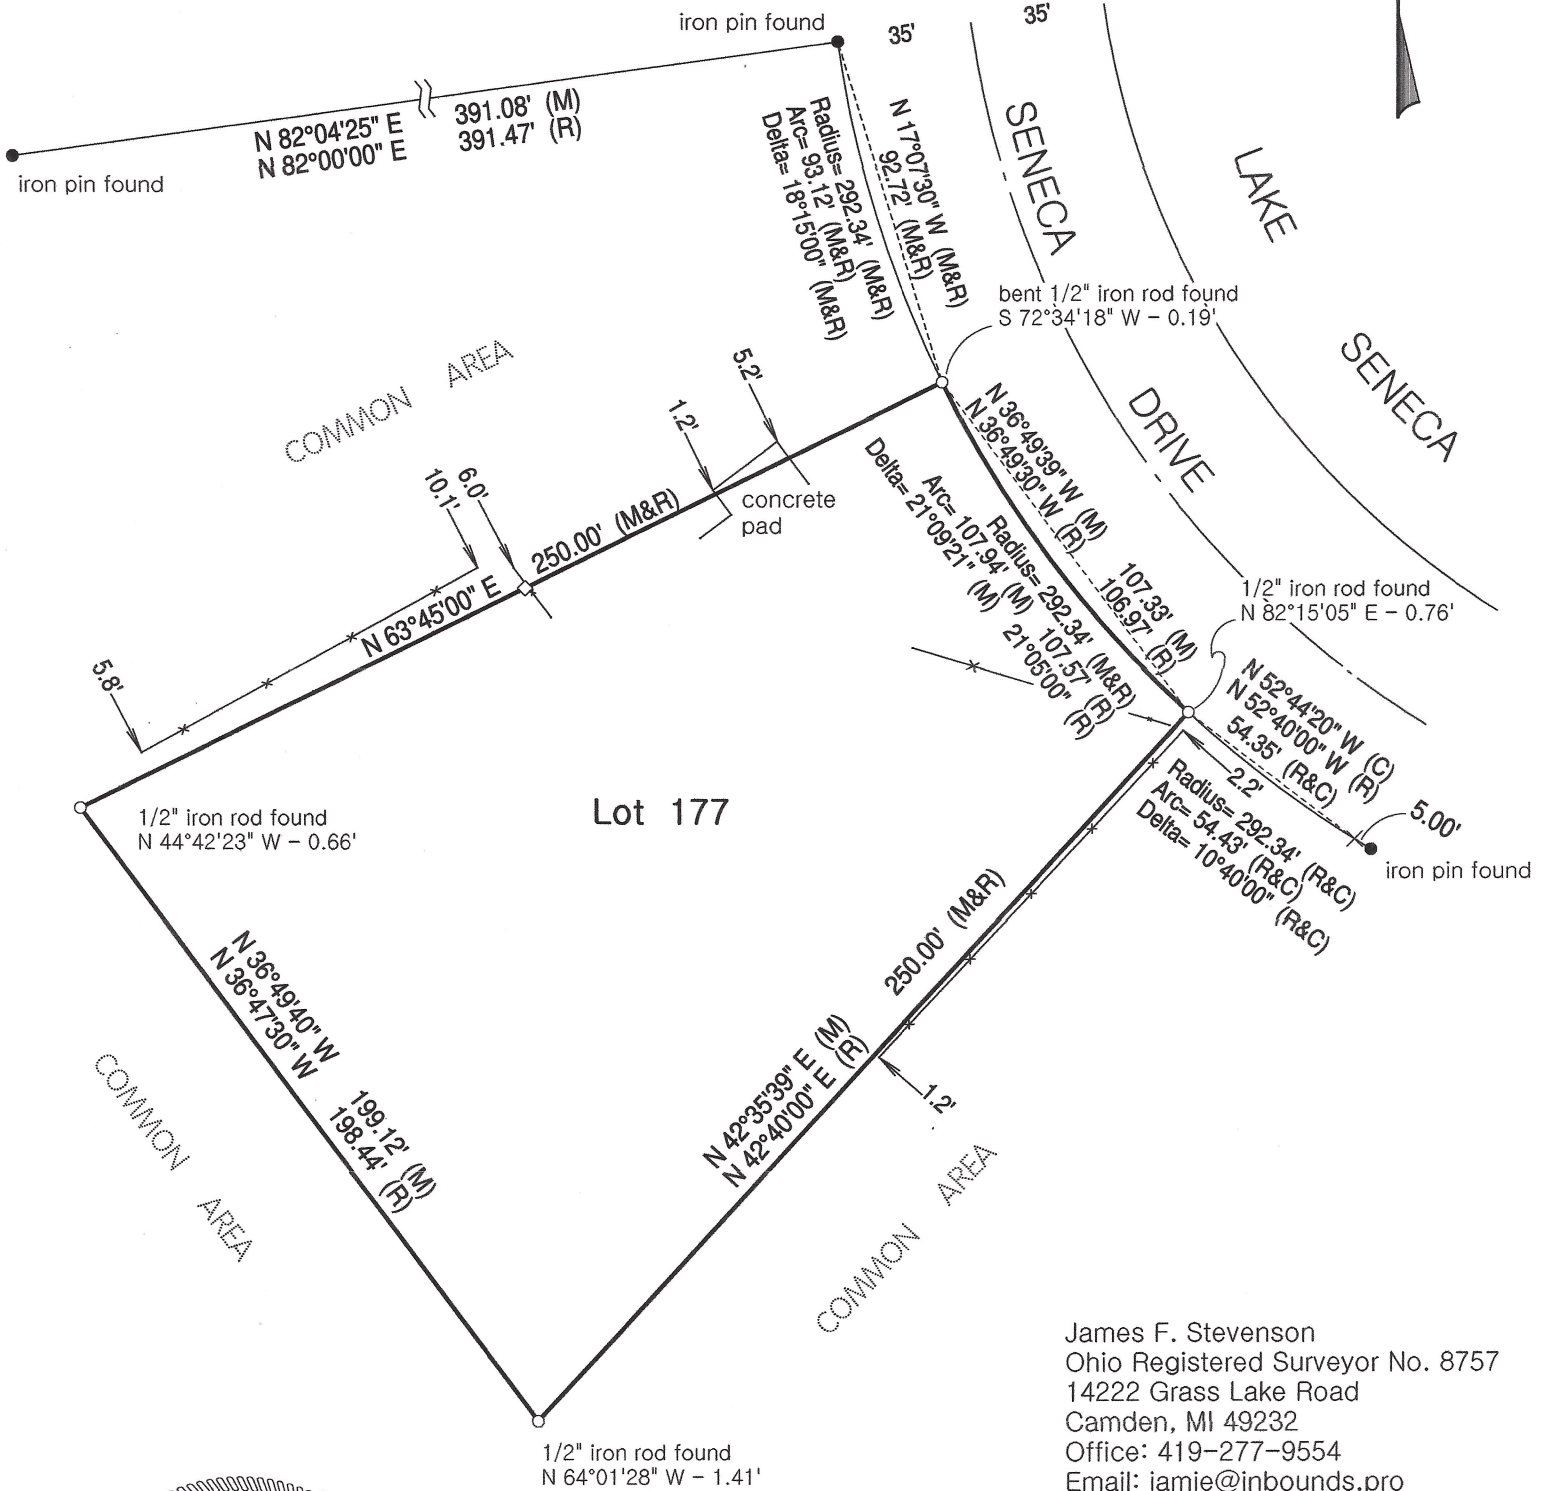 iron pin found
35'
35'
N 82°04'25" E 391.08' (M)
N 82°00'00" E 391.47' (R)
iron pin found
N 17°07'30" W (M&R)
92.72' (M&R)
Radius= 292.34' (M&R)
Arc= 93.12' (M&R)
Delta= 18°15'00" (M&R)
SENECA
DRIVE
LAKE
SENECA
bent 1/2" iron rod found
S 72°34'18" W - 0.19'
COMMON AREA
5.2'
1.2'
concrete
pad
10.1'
6.0'
250.00' (M&R)
N 63°45'00" E
5.8'
N 36°49'39" W (M) 107.33' (M)
N 36°49'30" W (R) 106.97' (R)
Radius= 292.34' (M&R)
Arc= 107.94' (M) 107.57' (R)
Delta= 21°09'21" (M) 21°05'00" (R)
1/2" iron rod found
N 82°15'05" E - 0.76'
N 52°44'20" W (C)
N 52°40'00" W (R)
54.35' (R&C)
2.2'
5.00'
iron pin found
Radius= 292.34' (R&C)
Arc= 54.43' (R&C)
Delta= 10°40'00" (R&C)
1/2" iron rod found
N 44°42'23" W - 0.66'
Lot 177
250.00' (M&R)
N 42°35'39" E (M)
N 42°40'00" E (R)
1.2'
N 36°49'40" W 199.12' (M)
N 36°47'30" W 198.44' (R)
COMMON AREA
COMMON AREA
1/2" iron rod found
N 64°01'28" W - 1.41'
James F. Stevenson
Ohio Registered Surveyor No. 8757
14222 Grass Lake Road
Camden, MI 49232
Office: 419-277-9554
Email: jamie@inbounds.pro